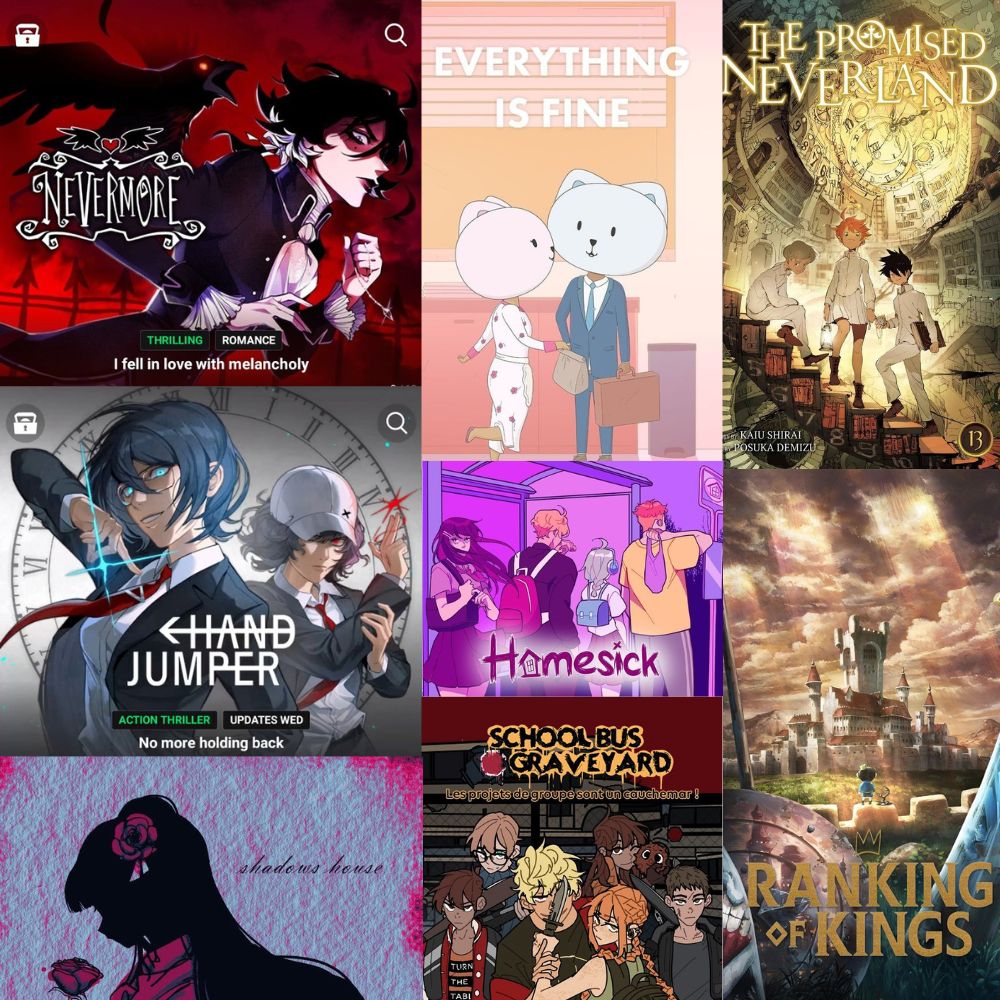 NEVERMORE
THRILLING
ROMANCE
I fell in love with melancholy
HAND
JUMPER
ACTION THRILLER
UPDATES WED
No more holding back
shadows house
EVERYTHING
IS FINE
Homesick
SCHOOL BUS
GRAVEYARD
Les projets de groupe sont un cauchemar !
TURN
THE
THE PROMISED
NEVERLAND
13
KAIU SHIRAI
POSUKA DEMIZU
RANKING
OF KINGS